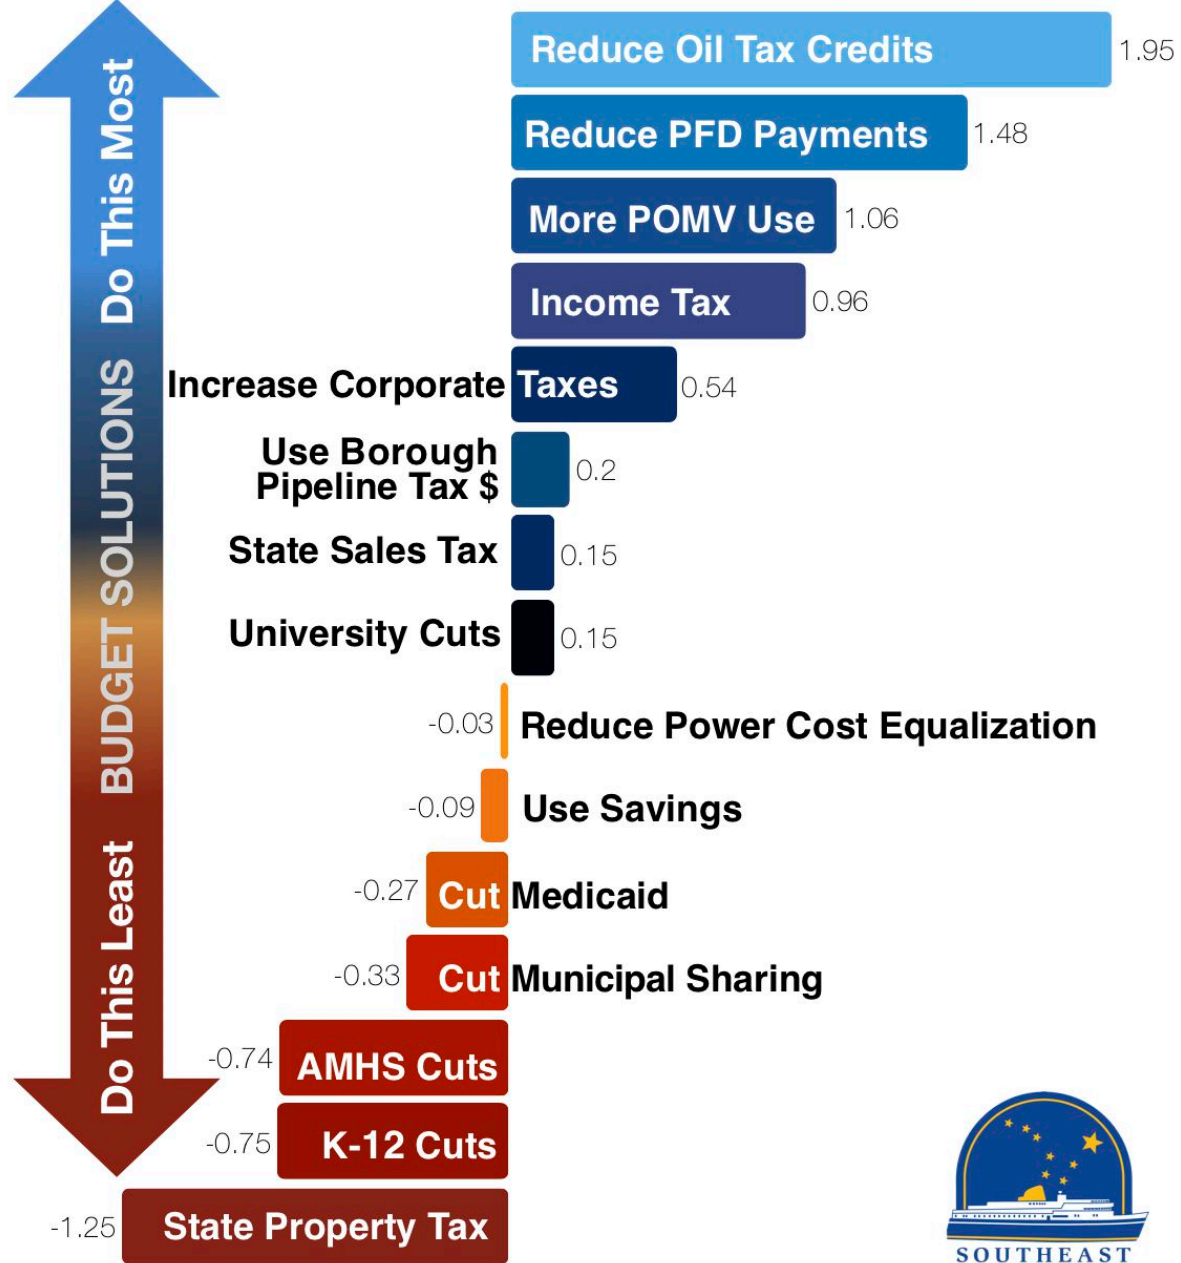 Do This Most
BUDGET SOLUTIONS
Do This Least
Reduce Oil Tax Credits 1.95
Reduce PFD Payments 1.48
More POMV Use 1.06
Income Tax 0.96
Increase Corporate Taxes 0.54
Use Borough
Pipeline Tax $ 0.2
State Sales Tax 0.15
University Cuts 0.15
-0.03 Reduce Power Cost Equalization
-0.09 Use Savings
-0.27 Cut Medicaid
-0.33 Cut Municipal Sharing
-0.74 AMHS Cuts
-0.75 K-12 Cuts
-1.25 State Property Tax
SOUTHEAST